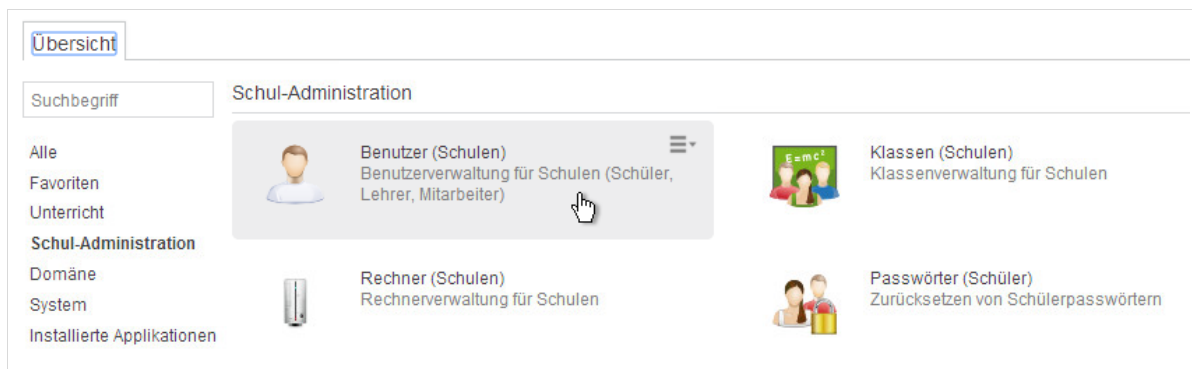 Übersicht
Suchbegriff
Alle
Favoriten
Unterricht
Schul-Administration
Domäne
System
Installierte Applikationen
Schul-Administration
Benutzer (Schulen)
Benutzerverwaltung für Schulen (Schüler,
Lehrer, Mitarbeiter)
E=mc²
Klassen (Schulen)
Klassenverwaltung für Schulen
Rechner (Schulen)
Rechnerverwaltung für Schulen
Passwörter (Schüler)
Zurücksetzen von Schülerpasswörtern